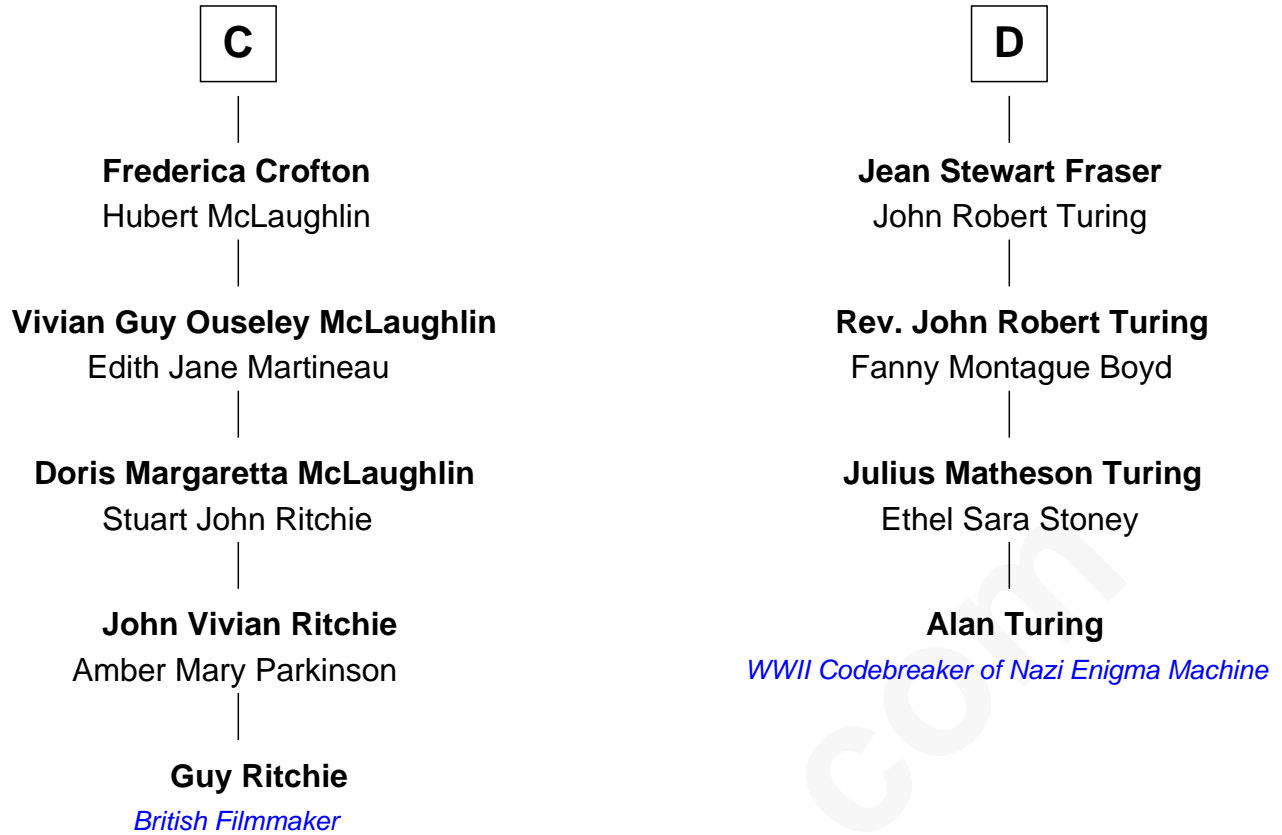 C
Frederica Crofton
Hubert McLaughlin
Vivian Guy Ouseley McLaughlin
Edith Jane Martineau
Doris Margaretta McLaughlin
Stuart John Ritchie
John Vivian Ritchie
Amber Mary Parkinson
Guy Ritchie
British Filmmaker
D
Jean Stewart Fraser
John Robert Turing
Rev. John Robert Turing
Fanny Montague Boyd
Julius Matheson Turing
Ethel Sara Stoney
Alan Turing
WWII Codebreaker of Nazi Enigma Machine
com